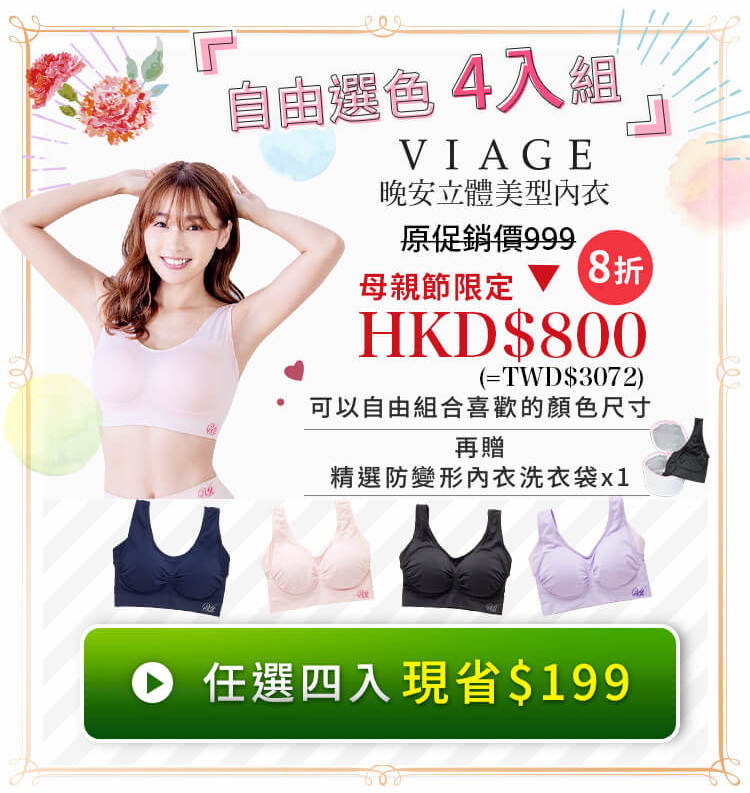 『自由選色 4入組』
VIAGE
晚安立體美型內衣
原促銷價999
8折
母親節限定▼
HKD$800
(=TWD$3072)
可以自由組合喜歡的顏色尺寸
再贈
精選防變形內衣洗衣袋x1
任選四入 現省$199